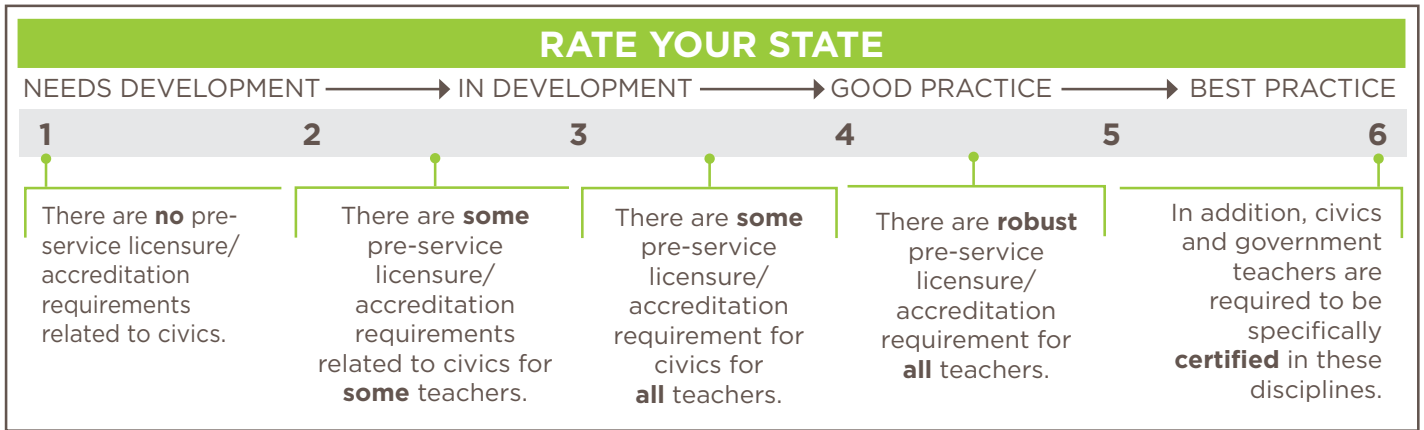 RATE YOUR STATE
NEEDS DEVELOPMENT IN DEVELOPMENT GOOD PRACTICE BEST PRACTICE
1 2 3 4 5 6
There are no pre-
service licensure/
accreditation
requirements
related to civics.
There are some
pre-service
licensure/
accreditation
requirements
related to civics for
some teachers.
There are some
pre-service
licensure/
accreditation
requirement for
civics for
all teachers.
There are robust
pre-service
licensure/
accreditation
requirement for
all teachers.
In addition, civics
and government
teachers are
required to be
specifically
certified in these
disciplines.